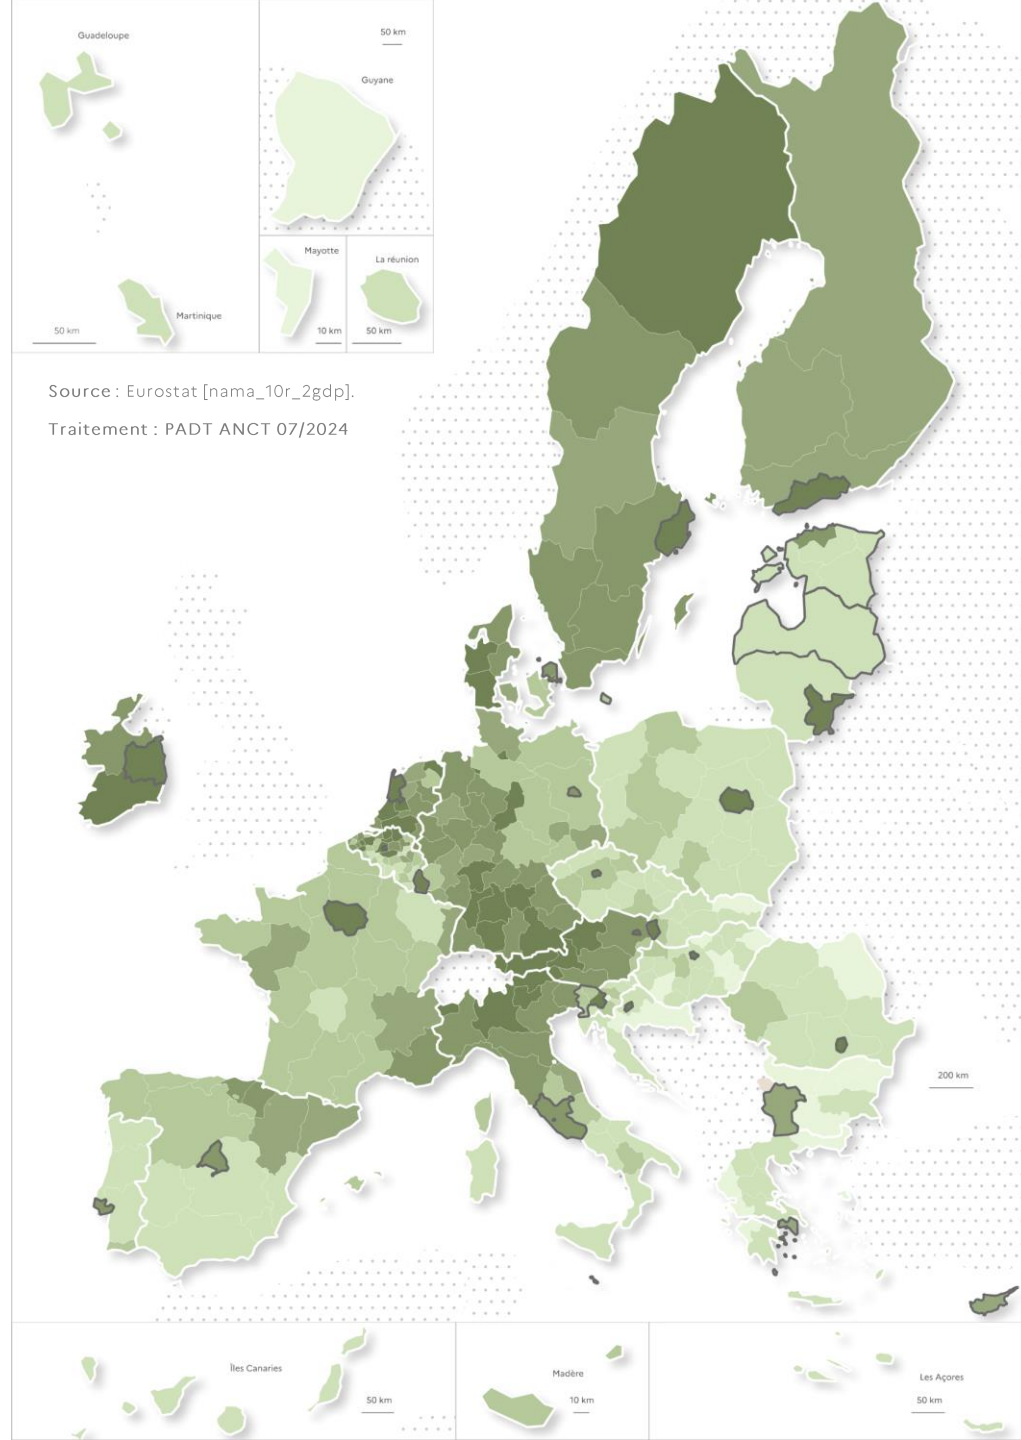 Guadeloupe
50 km
Guyane
Mayotte
La réunion
Martinique
50 km
10 km
50 km
Source : Eurostat [nama_10r_2gdp].
Traitement : PADT ANCT 07/2024
200 km
Îles Canaries
50 km
Madère
10 km
Les Açores
50 km